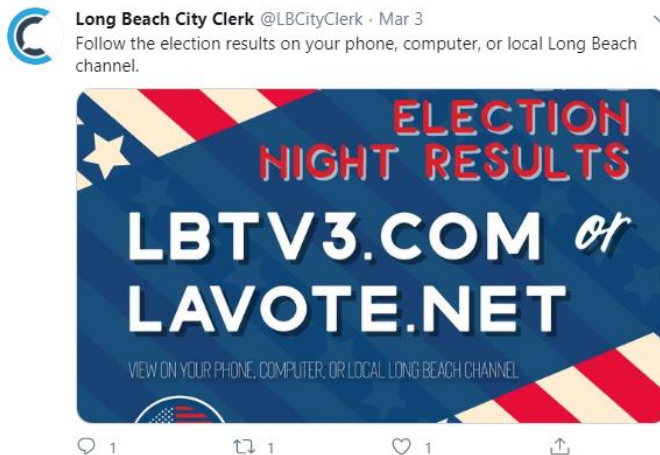 Long Beach City Clerk @LBCityClerk · Mar 3
Follow the election results on your phone, computer, or local Long Beach
channel.
ELECTION
NIGHT RESULTS
LBTV3.COM or
LAVOTE.NET
VIEW ON YOUR PHONE, COMPUTER, OR LOCAL LONG BEACH CHANNEL
1 1 1